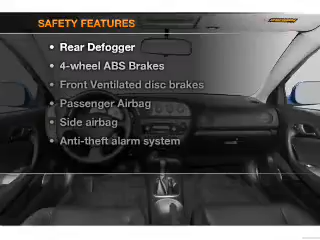 SAFETY FEATURES
• Rear Defogger
• 4-wheel ABS Brakes
• Front Ventilated disc brakes
• Passenger Airbag
• Side airbag
• Anti-theft alarm system